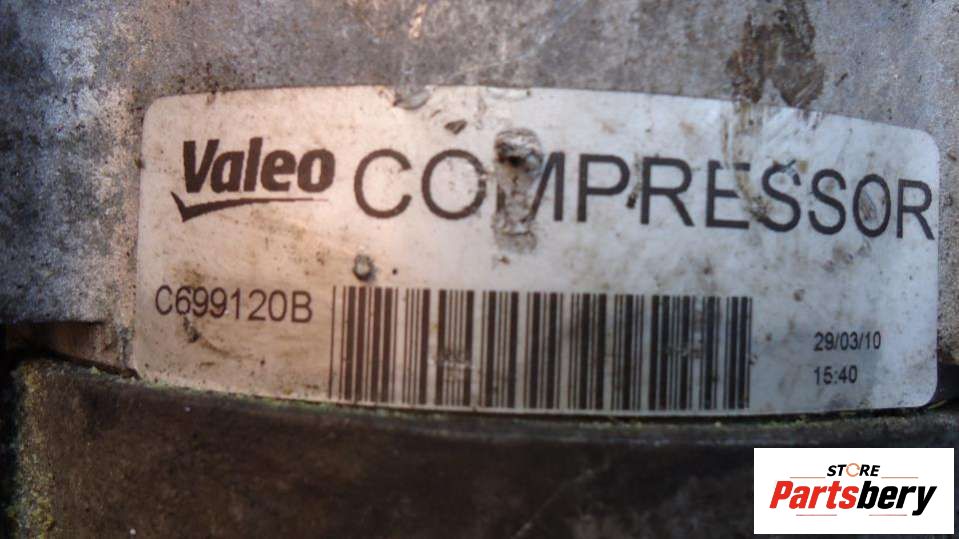 Valeo COMPRESSOR
C699120B
29/03/10
15:40
STORE
Partsbery